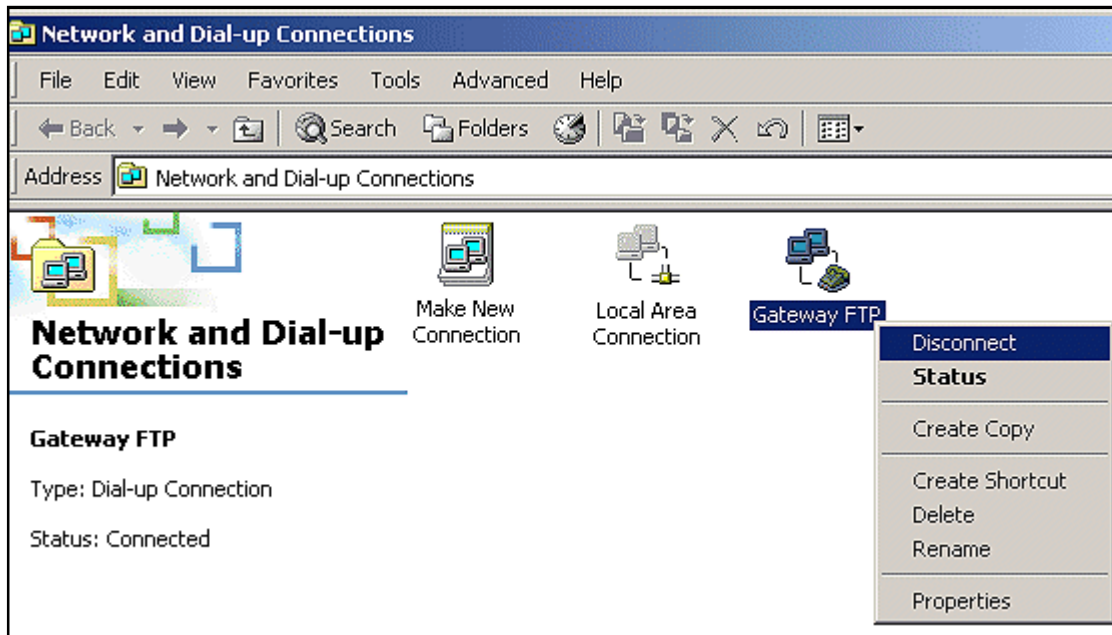 Network and Dial-up Connections
File Edit View Favorites Tools Advanced Help
Back Search Folders
Address Network and Dial-up Connections
Make New
Connection
Local Area
Connection
Gateway FTP
Network and Dial-up
Connections
Gateway FTP
Type: Dial-up Connection
Status: Connected
Disconnect
Status
Create Copy
Create Shortcut
Delete
Rename
Properties